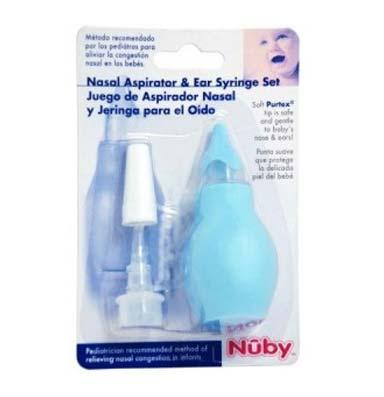 Método recomendado
por los pediátras para
aliviar la congestión
nasal en los bebés.
Nasal Aspirator & Ear Syringe Set
Juego de Aspirador Nasal
y Jeringa para el Oído
Soft Purtex®
tip is safe
and gentle
to baby's
nose & ears!
Punta suave
que protege
la delicada
piel del bebé
Nûby™
Pediatrician recommended method of
relieving nasal congestion in infants